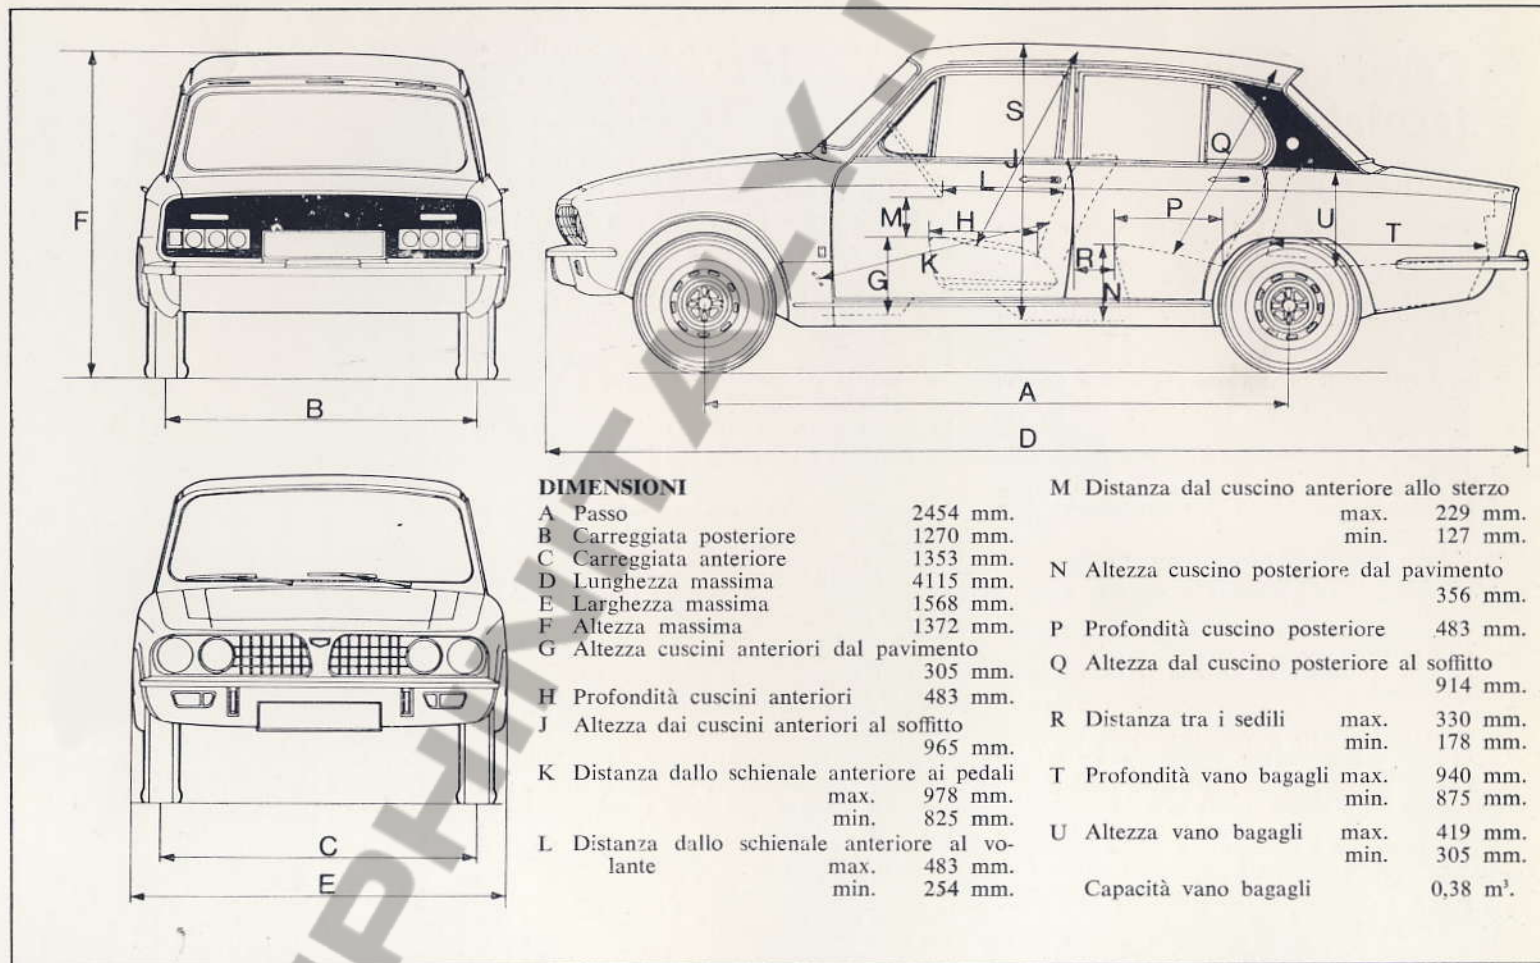 F
B
S
J
Q
L
M
H
P
U
T
K
G
R
N
A
D
C
E
DIMENSIONI
A Passo 2454 mm.
B Carreggiata posteriore 1270 mm.
C Carreggiata anteriore 1353 mm.
D Lunghezza massima 4115 mm.
E Larghezza massima 1568 mm.
F Altezza massima 1372 mm.
G Altezza cuscini anteriori dal pavimento
305 mm.
H Profondità cuscini anteriori 483 mm.
J Altezza dai cuscini anteriori al soffitto
965 mm.
K Distanza dallo schienale anteriore ai pedali
max. 978 mm.
min. 825 mm.
L Distanza dallo schienale anteriore al vo-
lante max. 483 mm.
min. 254 mm.
M Distanza dal cuscino anteriore allo sterzo
max. 229 mm.
min. 127 mm.
N Altezza cuscino posteriore dal pavimento
356 mm.
P Profondità cuscino posteriore 483 mm.
Q Altezza dal cuscino posteriore al soffitto
914 mm.
R Distanza tra i sedili max. 330 mm.
min. 178 mm.
T Profondità vano bagagli max. 940 mm.
min. 875 mm.
U Altezza vano bagagli max. 419 mm.
min. 305 mm.
Capacità vano bagagli 0,38 m³.